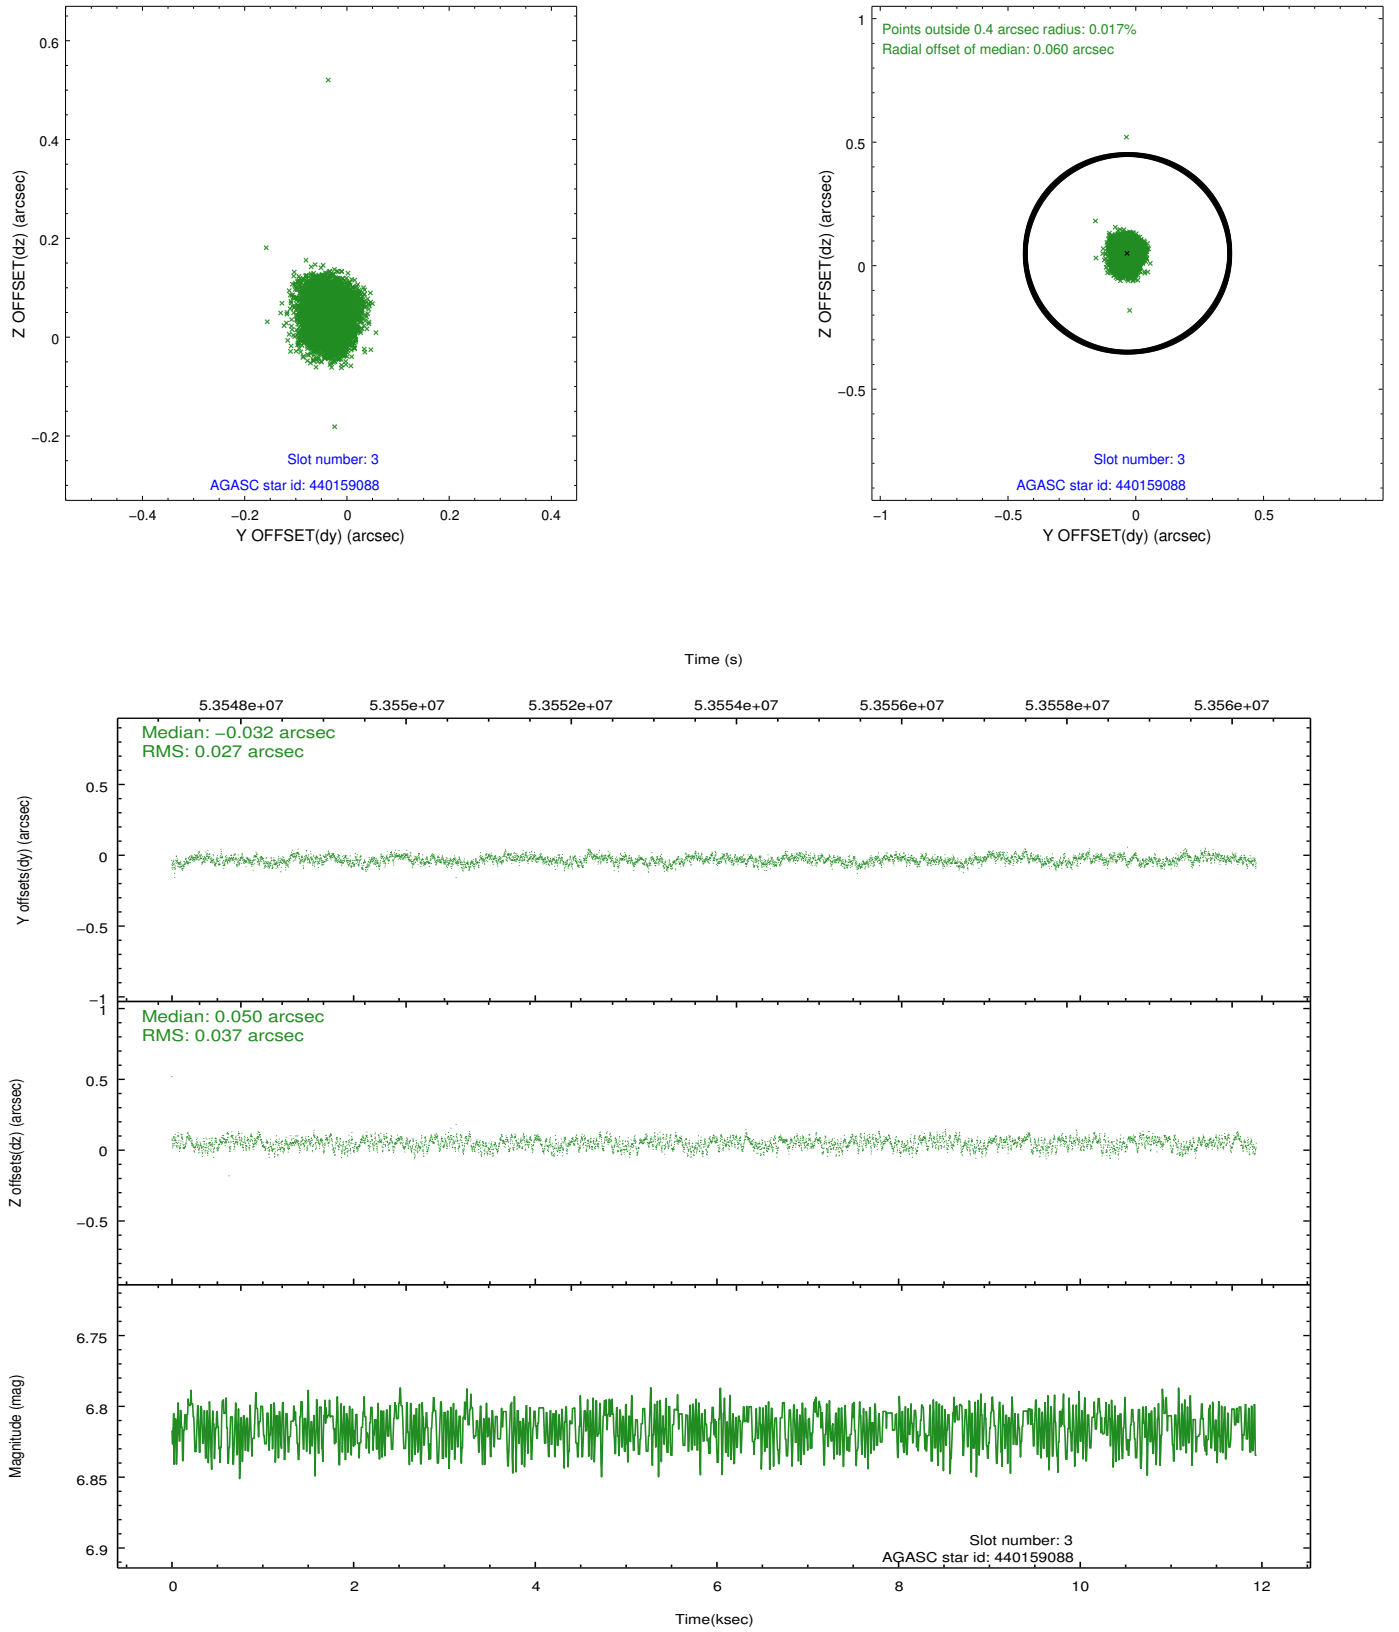 0.6
0.4
0.2
0
−0.2
Z OFFSET(dz) (arcsec)
Slot number: 3
AGASC star id: 440159088
−0.4 −0.2 0 0.2 0.4
Y OFFSET(dy) (arcsec)
Points outside 0.4 arcsec radius: 0.017%
Radial offset of median: 0.060 arcsec
1
0.5
0
−0.5
Z OFFSET(dz) (arcsec)
Slot number: 3
AGASC star id: 440159088
−1 −0.5 0 0.5
Y OFFSET(dy) (arcsec)
Time (s)
5.3548e+07 5.355e+07 5.3552e+07 5.3554e+07 5.3556e+07 5.3558e+07 5.356e+07
Median: −0.032 arcsec
RMS: 0.027 arcsec
0.5
0
−0.5
−1
Y offsets(dy) (arcsec)
Median: 0.050 arcsec
RMS: 0.037 arcsec
1
0.5
0
−0.5
Z offsets(dz) (arcsec)
6.75
6.8
6.85
6.9
Magnitude (mag)
Slot number: 3
AGASC star id: 440159088
0 2 4 6 8 10 12
Time(ksec)